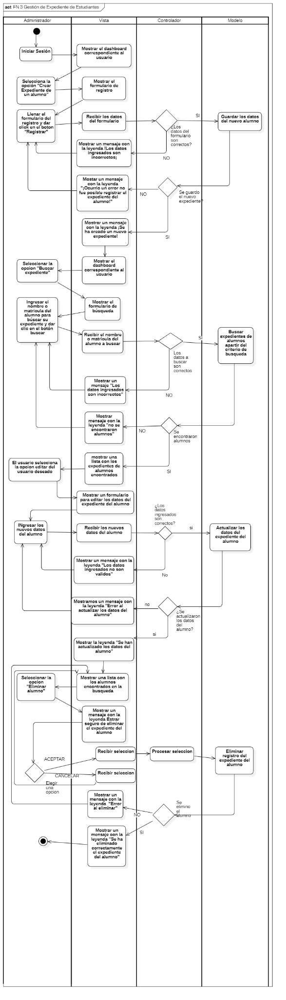 act FN.3 Gestión de Expediente de Estudiantes
Administrador
Vista
Controlador
Modelo
Iniciar Sesión
Mostrar el dashboard
correspondiente al
usuario
Selecciona la
opción "Crear
Expediente de
un alumno"
Mostrar el
formulario de
registro
Llenar el
formulario del
registro y dar
click en el boton
"Registrar"
Recibir los datos
del formulario
¿Los
datos del
formulario
son
correctos?
SI
Guardar los datos
del nuevo alumno
Mostrar un mensaje con
la leyenda !Los datos
ingresados son
incorrectos¡
NO
Mostar un mensaje
con la leyenda
"¡Ocurrio un error no
fue posible registrar el
expediente del
alumno!"
NO
Se guardo
el nuevo
expediente?
Mostrar un mensaje
con la leyenda ¡Se
ha creado un nuevo
expediente!
SI
Seleccionar la
opcion "Buscar
expediente"
Mostrar el
dashboard
correspondiente al
usuario
Ingresar el
nombre o
matricula del
alumno para
búscar su
expediente y dar
clic en el botón
buscar
Mostrar el
formulario de
búsqueda
Recibir el nombre
o matricula del
alumno a buscar
Los
datos a
buscar
son
correctos
SI
Buscar
expedientes de
alumnos
apartir del
criterio de
busqueda
Mostrar un
mensaje "Los
datos ingresados
son incorrectos"
NO
Mostrar
mensaje con la
leyenda "no se
encontraron
alumnos"
NO
Se
encontraron
alumnos
El usuario selecciona
la opcion editar del
usuario deseado
mostrar una
lista con los
expedientes de
alumnos
encontrados
SI
Mostrar un formulario
para editar los datos del
expediente del alumno
INgresar los
nuevos datos
del alumno
Recibir los nuevos
datos del alumno
¿Los
datos
ingresados
son
correctos?
si
Actualizar los
datos del
expediente del
alumno
Mostrar un mensaje con la
leyenda "Los datos
ingresados no son
validos"
No
Mostramos un mensaje con
la leyenda "Error al
actualizar los datos del
alumno"
no
¿Se
actualizaron
los datos
del
alumno?
Mostrar la leyenda "Se han
actualizado los datos del
alumno"
si
Seleccionar la
opcion
"Eliminar
alumno"
Mostrar una lista con
los alumnos
encontrados en la
busqueda
Mostrar un
mensaje con la
leyenda Estrar
seguro de eliminar
el expediente del
alumno
ACEPTAR
Recibir seleccion
Procesar seleccion
Eliminar
registro del
expediente del
alumno
CANCELAR
Recibir seleccion
Elegir
una
opcion
Mostrar un
mensaje con la
leyenda "Error
al eliminar"
NO
Se
elimino
el
alumno
SI
Mostrar un
mensaje con la
leyenda "Se ha
eliminado
correctamente
el expediente
del alumno"